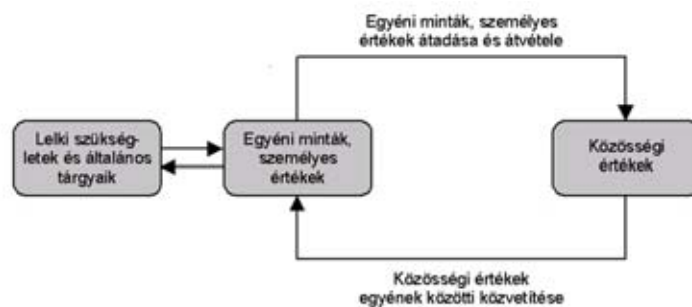 Egyéni minták, személyes
értékek átadása és átvétele
Lelki szükség-
letek és általános
tárgyaik
Egyéni minták,
személyes
értékek
Közösségi
értékek
Közösségi értékek
egyének közötti közvetítése